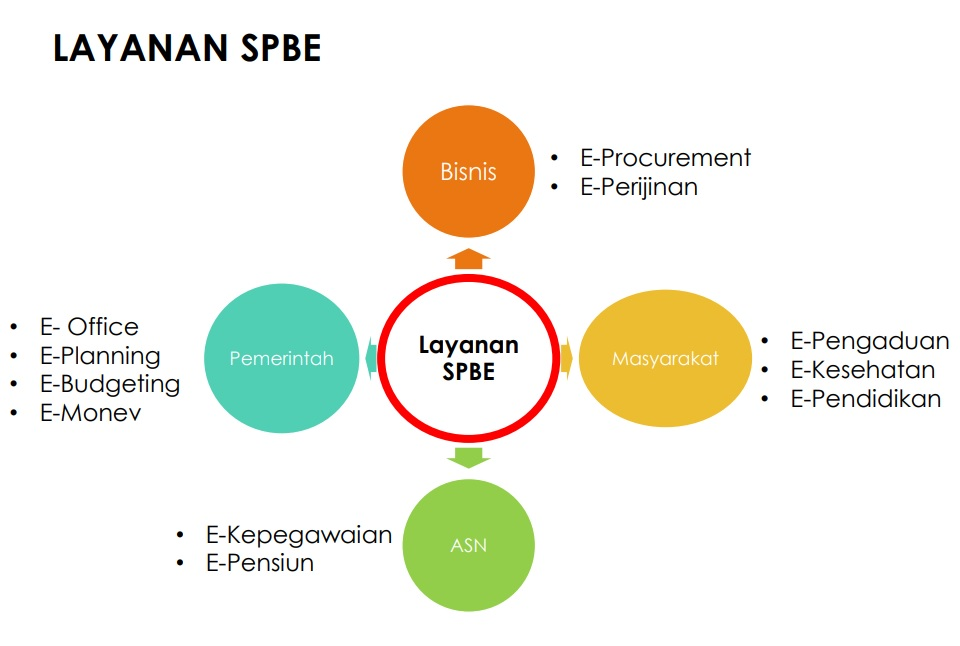 LAYANAN SPBE
Bisnis
• E-Procurement
• E-Perijinan
• E- Office
• E-Planning
• E-Budgeting
• E-Monev
Pemerintah
Layanan
SPBE
Masyarakat
• E-Pengaduan
• E-Kesehatan
• E-Pendidikan
• E-Kepegawaian
• E-Pensiun
ASN